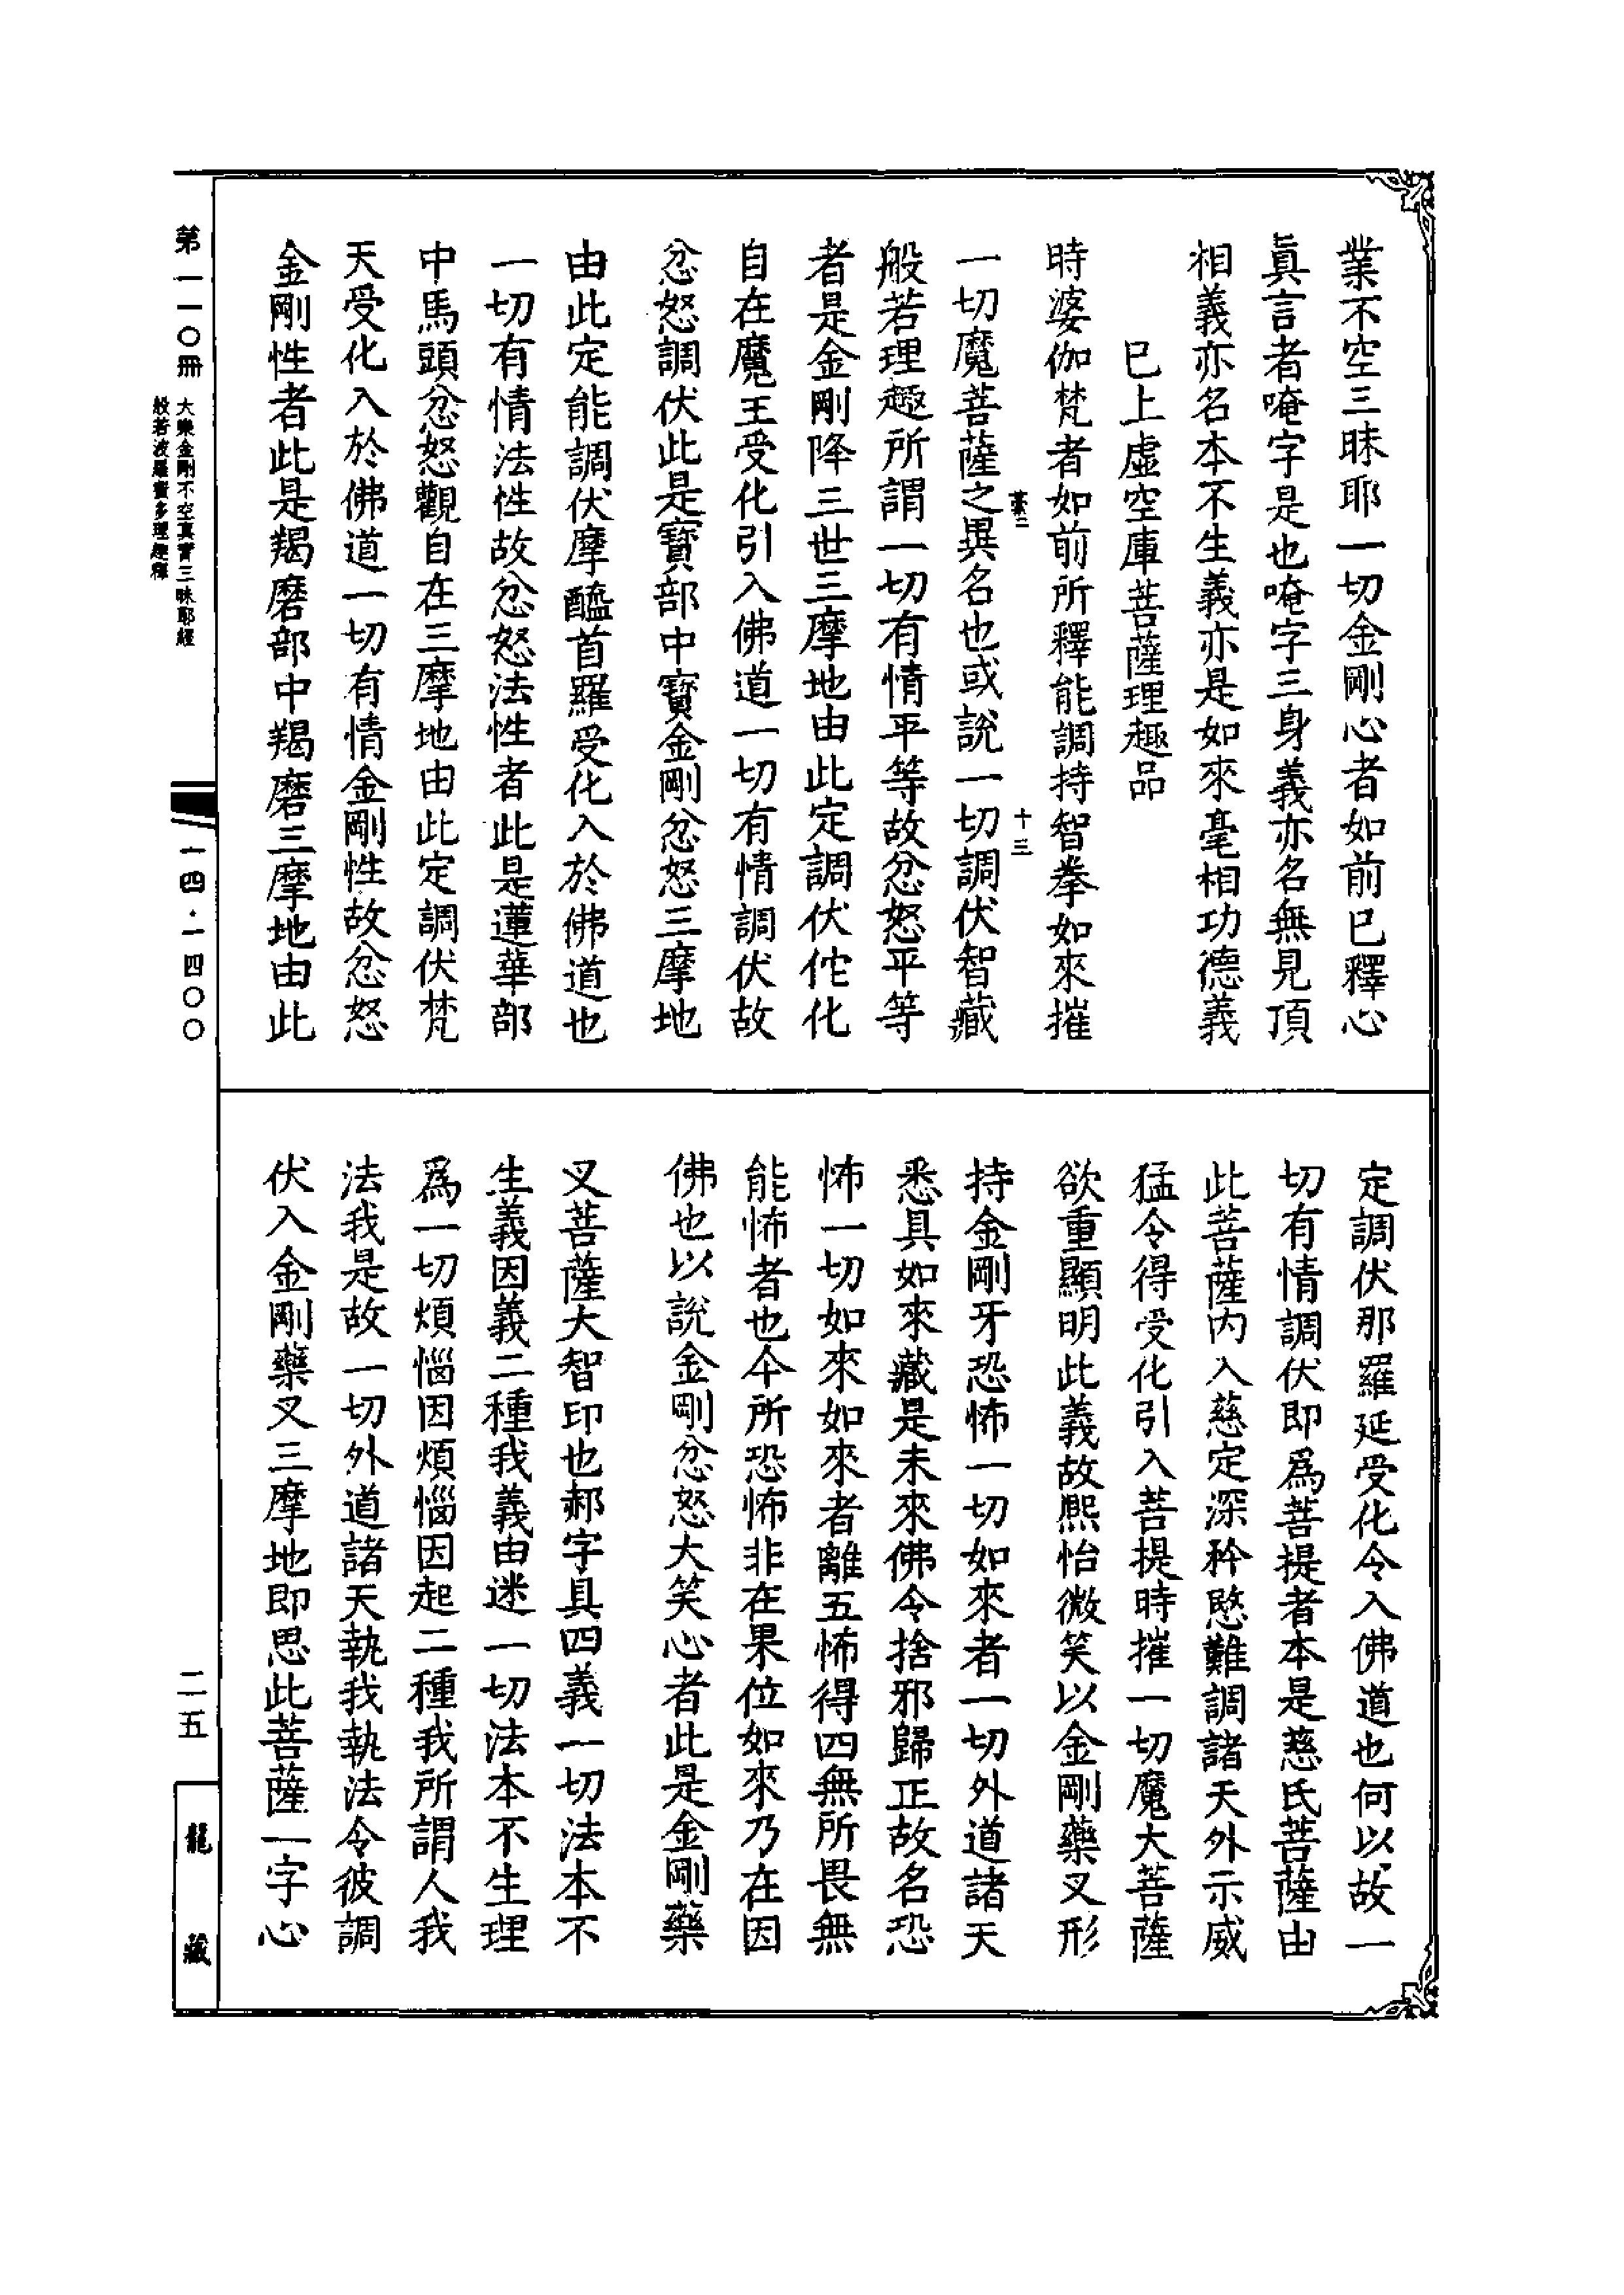 業不空三昧耶一切金剛心者如前已釋心
眞言者唵字是也唵字三身義亦名無見頂
相義亦名本不生義亦是如來毫相功德義
已上虛空庫菩薩理趣品
時婆伽梵者如前所釋能調持智拳如來摧
十三
一切魔菩薩之異名也或說一切調伏智藏
般若理趣所謂一切有情平等故忿怒平等
者是金剛降三世三摩地由此定調伏佗化
自在魔王受化引入佛道一切有情調伏故
忿怒調伏此是寶部中寶金剛忿怒三摩地
由此定能調伏摩醯首羅受化入於佛道也
一切有情法性故忿怒法性者此是蓮華部
中馬頭忿怒觀自在三摩地由此定調伏梵
天受化入於佛道一切有情金剛性故忿怒
金剛性者此是羯磨部中羯磨三摩地由此
定調伏那羅延受化令入佛道也何以故一
切有情調伏即爲菩提者本是慈氏菩薩由
此菩薩內入慈定深矜愍難調諸天外示威
猛令得受化引入菩提時摧一切魔大菩薩
欲重顯明此義故熙怡微笑以金剛藥叉形
持金剛牙恐怖一切如來者一切外道諸天
悉具如來藏是未來佛令捨邪歸正故名恐
怖一切如來如來者離五怖得四無所畏無
能怖者也今所恐怖非在果位如來乃在因
佛也以說金剛忿怒大笑心者此是金剛藥
叉菩薩大智印也郝字具四義一切法本不
生義因義二種我義由迷一切法本不生理
爲一切煩惱因煩惱因起二種我所謂人我
法我是故一切外道諸天執我執法令彼調
伏入金剛藥叉三摩地即思此菩薩一字心
第一一〇冊
大樂金剛不空真實三昧耶經
般若波羅蜜多理趣釋
一四·一四〇〇
二五
龍藏